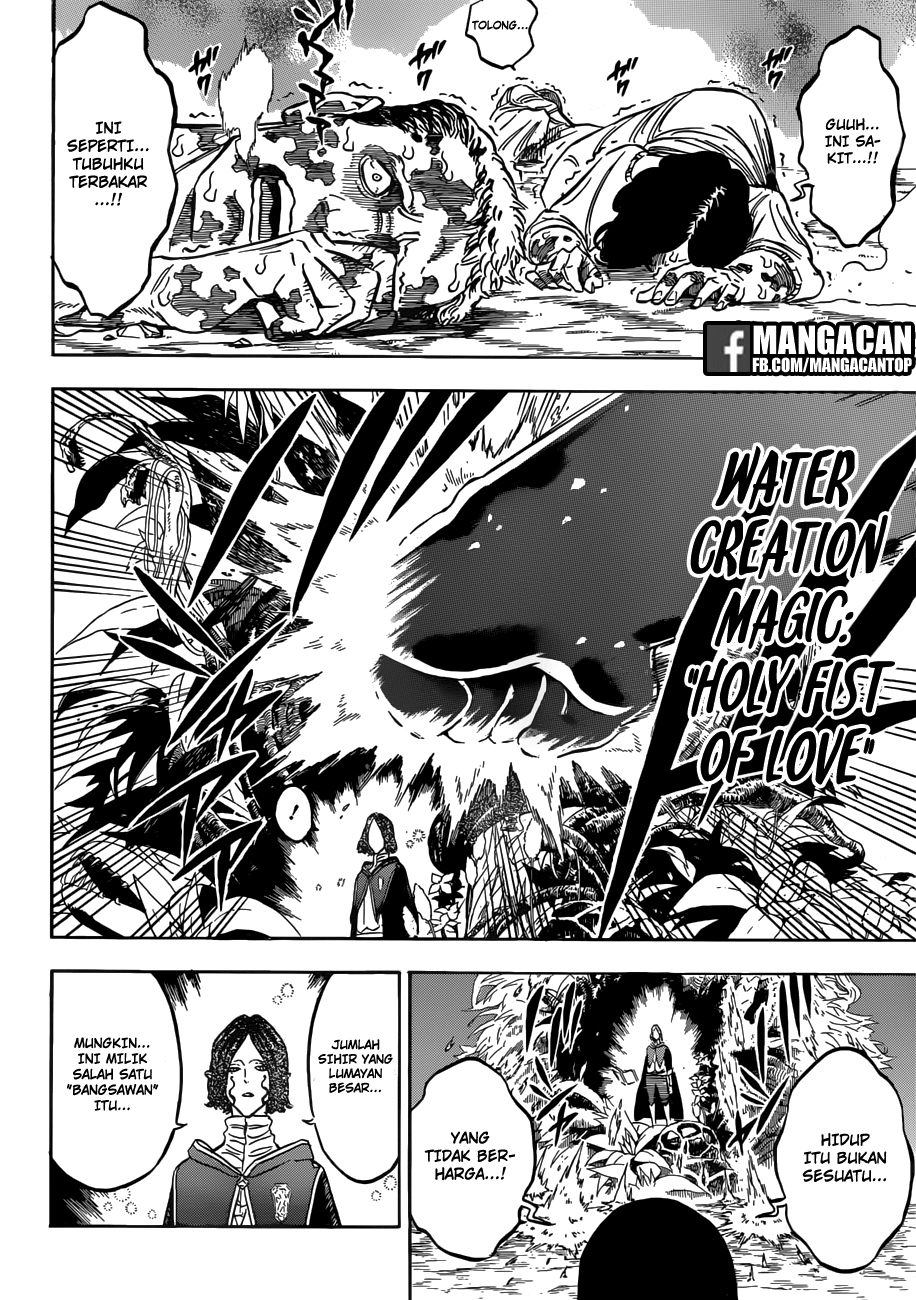 TOLONG...
GUUH...
INI SA-
KIT...!!
INI
SEPERTI...
TUBUHKU
TERBAKAR
...!!
MANGACAN
FB.COM/MANGACANTOP
WATER
CREATION
MAGIC:
"HOLY FIST
OF LOVE"
HIDUP
ITU BUKAN
SESUATU...
YANG
TIDAK BER-
HARGA...!
JUMLAH
SIHIR YANG
LUMAYAN
BESAR...
MUNGKIN...
INI MILIK
SALAH SATU
"BANGSAWAN"
ITU...